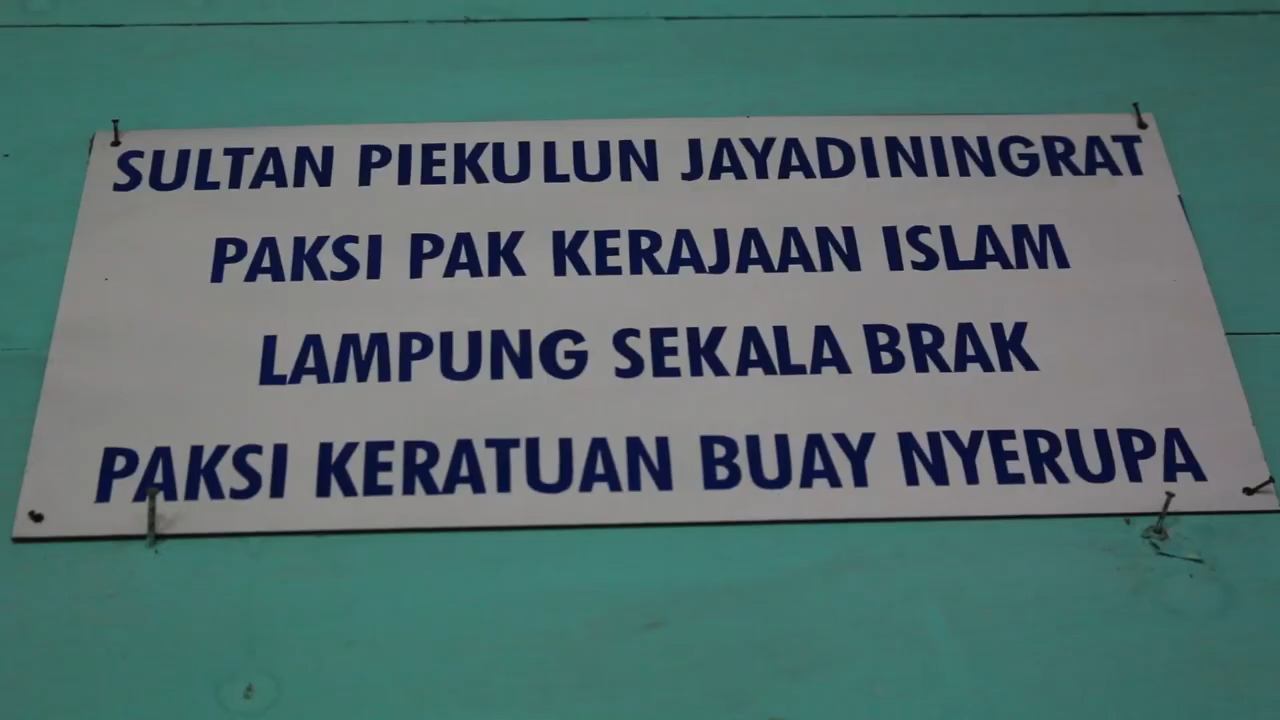 SULTAN PIEKULUN JAYADININGRAT
PAKSI PAK KERAJAAN ISLAM
LAMPUNG SEKALA BRAK
PAKSI KERATUAN BUAY NYERUPA